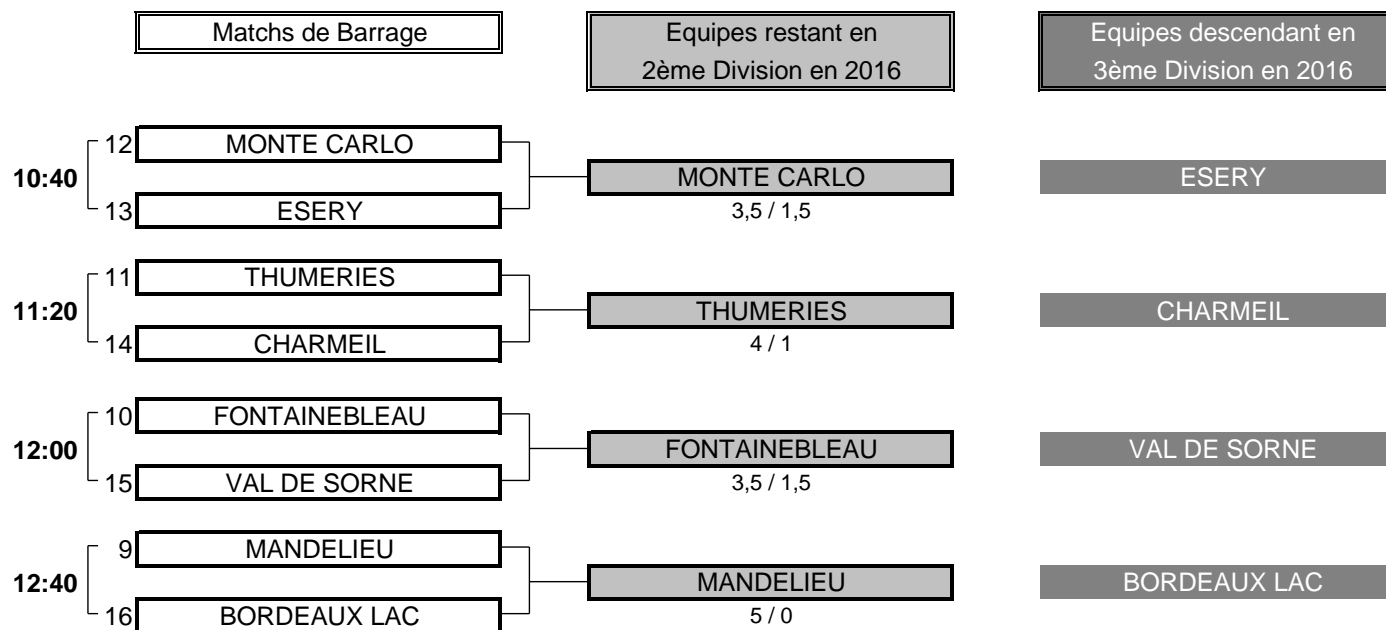 Matchs de Barrage
Equipes restant en
2ème Division en 2016
Equipes descendant en
3ème Division en 2016
10:40
12 MONTE CARLO
13 ESERY
MONTE CARLO
3,5 / 1,5
ESERY
11:20
11 THUMERIES
14 CHARMEIL
THUMERIES
4 / 1
CHARMEIL
12:00
10 FONTAINEBLEAU
15 VAL DE SORNE
FONTAINEBLEAU
3,5 / 1,5
VAL DE SORNE
12:40
9 MANDELIEU
16 BORDEAUX LAC
MANDELIEU
5 / 0
BORDEAUX LAC